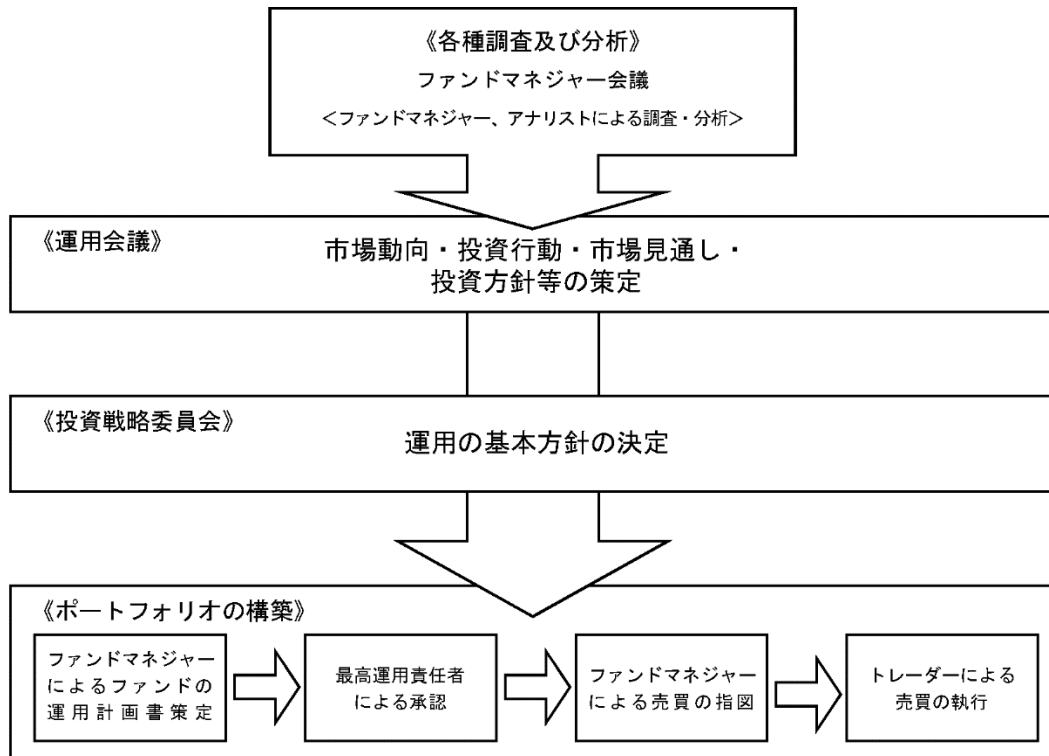 《各種調査及び分析》
ファンドマネジャー会議
＜ファンドマネジャー、アナリストによる調査・分析＞
《運用会議》
市場動向・投資行動・市場見通し・
投資方針等の策定
《投資戦略委員会》
運用の基本方針の決定
《ポートフォリオの構築》
ファンドマネジャー
によるファンドの
運用計画書策定
最高運用責任者
による承認
ファンドマネジャー
による売買の指図
トレーダーによる
売買の執行